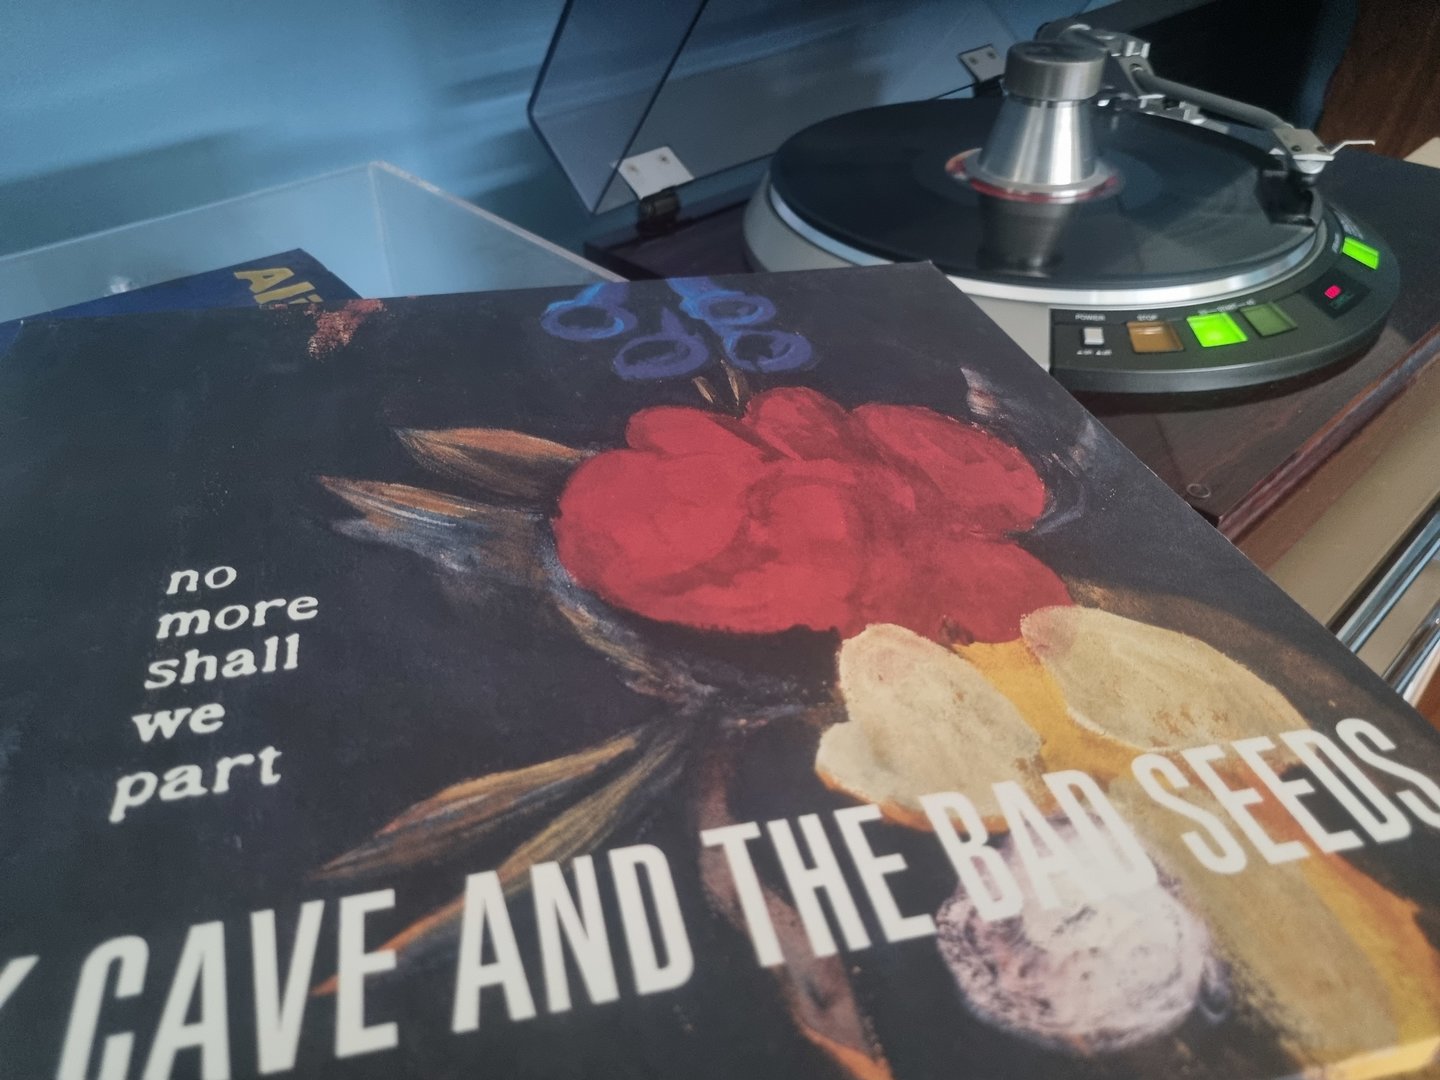 no
more
shall
we
part
CAVE AND THE BAD SEEDS
POWER
STOP